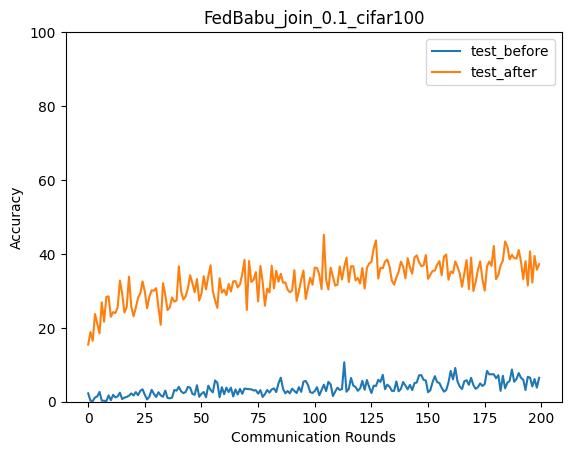 FedBabu_join_0.1_cifar100
test_before
test_after
Accuracy
100
80
60
40
20
0
0 25 50 75 100 125 150 175 200
Communication Rounds